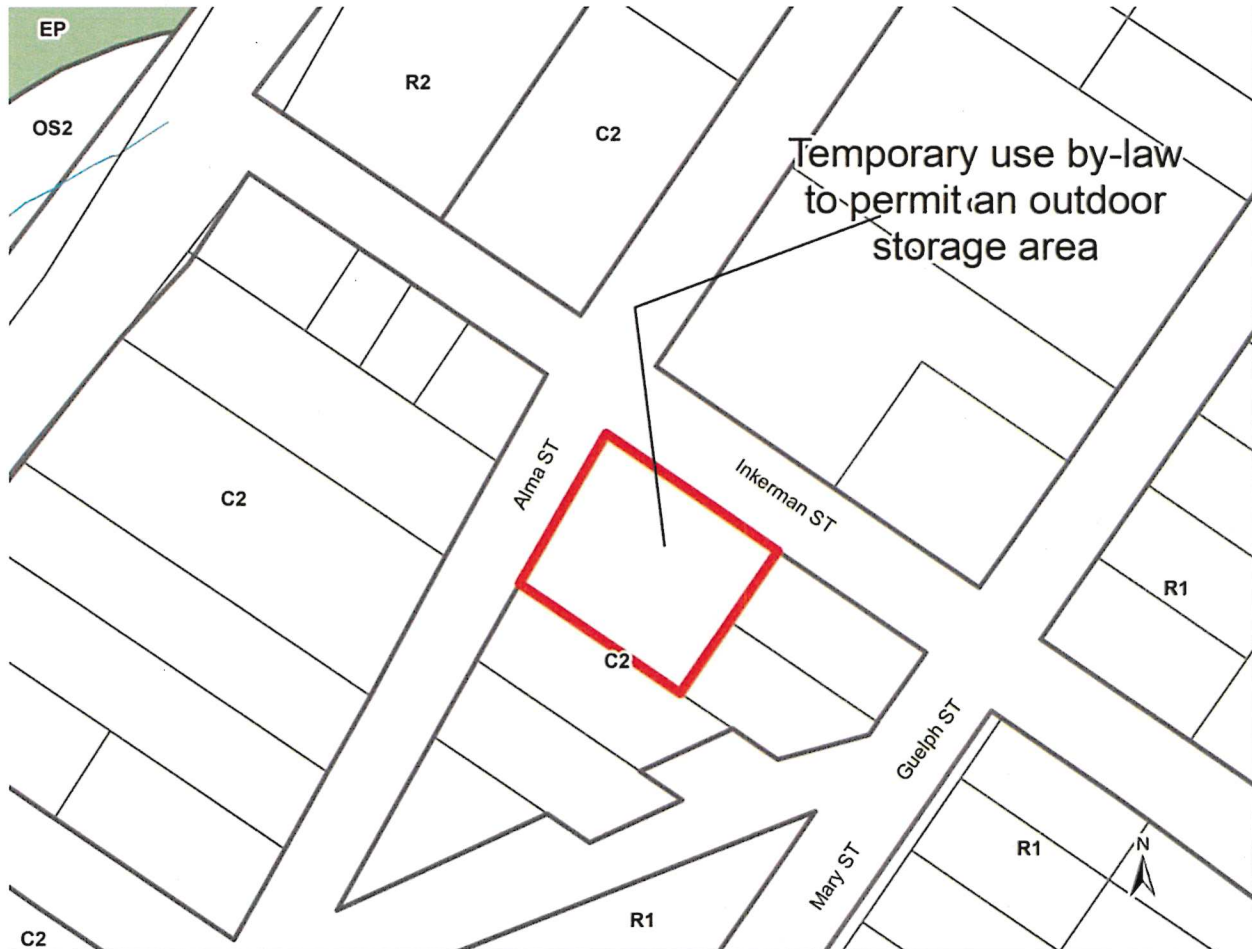 EP
R2
OS2
C2
Temporary use by-law
to permit an outdoor
storage area
Alma ST
Inkerman ST
C2
R1
C2
Guelph ST
Mary ST
R1
N
R1
C2